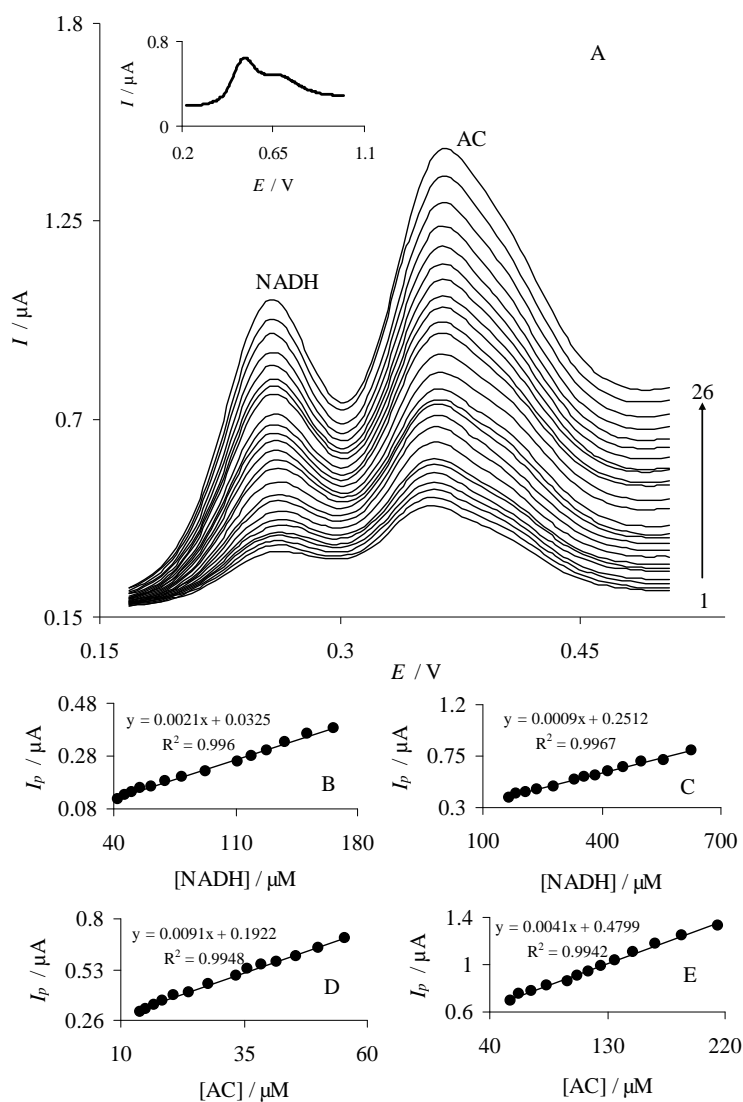 1.8
A
0.8
I / µA
0
0.2
0.65
1.1
E / V
AC
1.25
NADH
I / µA
0.7
26
1
0.15
0.15
0.3
0.45
E / V
0.48
y = 0.0021x + 0.0325
R² = 0.996
Ip / µA
0.28
B
0.08
40
110
180
[NADH] / µM
1.2
y = 0.0009x + 0.2512
R² = 0.9967
Ip / µA
0.75
C
0.3
100
400
700
[NADH] / µM
0.8
y = 0.0091x + 0.1922
R² = 0.9948
Ip / µA
0.53
D
0.26
10
35
60
[AC] / µM
1.4
y = 0.0041x + 0.4799
R² = 0.9942
Ip / µA
1
E
0.6
40
130
220
[AC] / µM